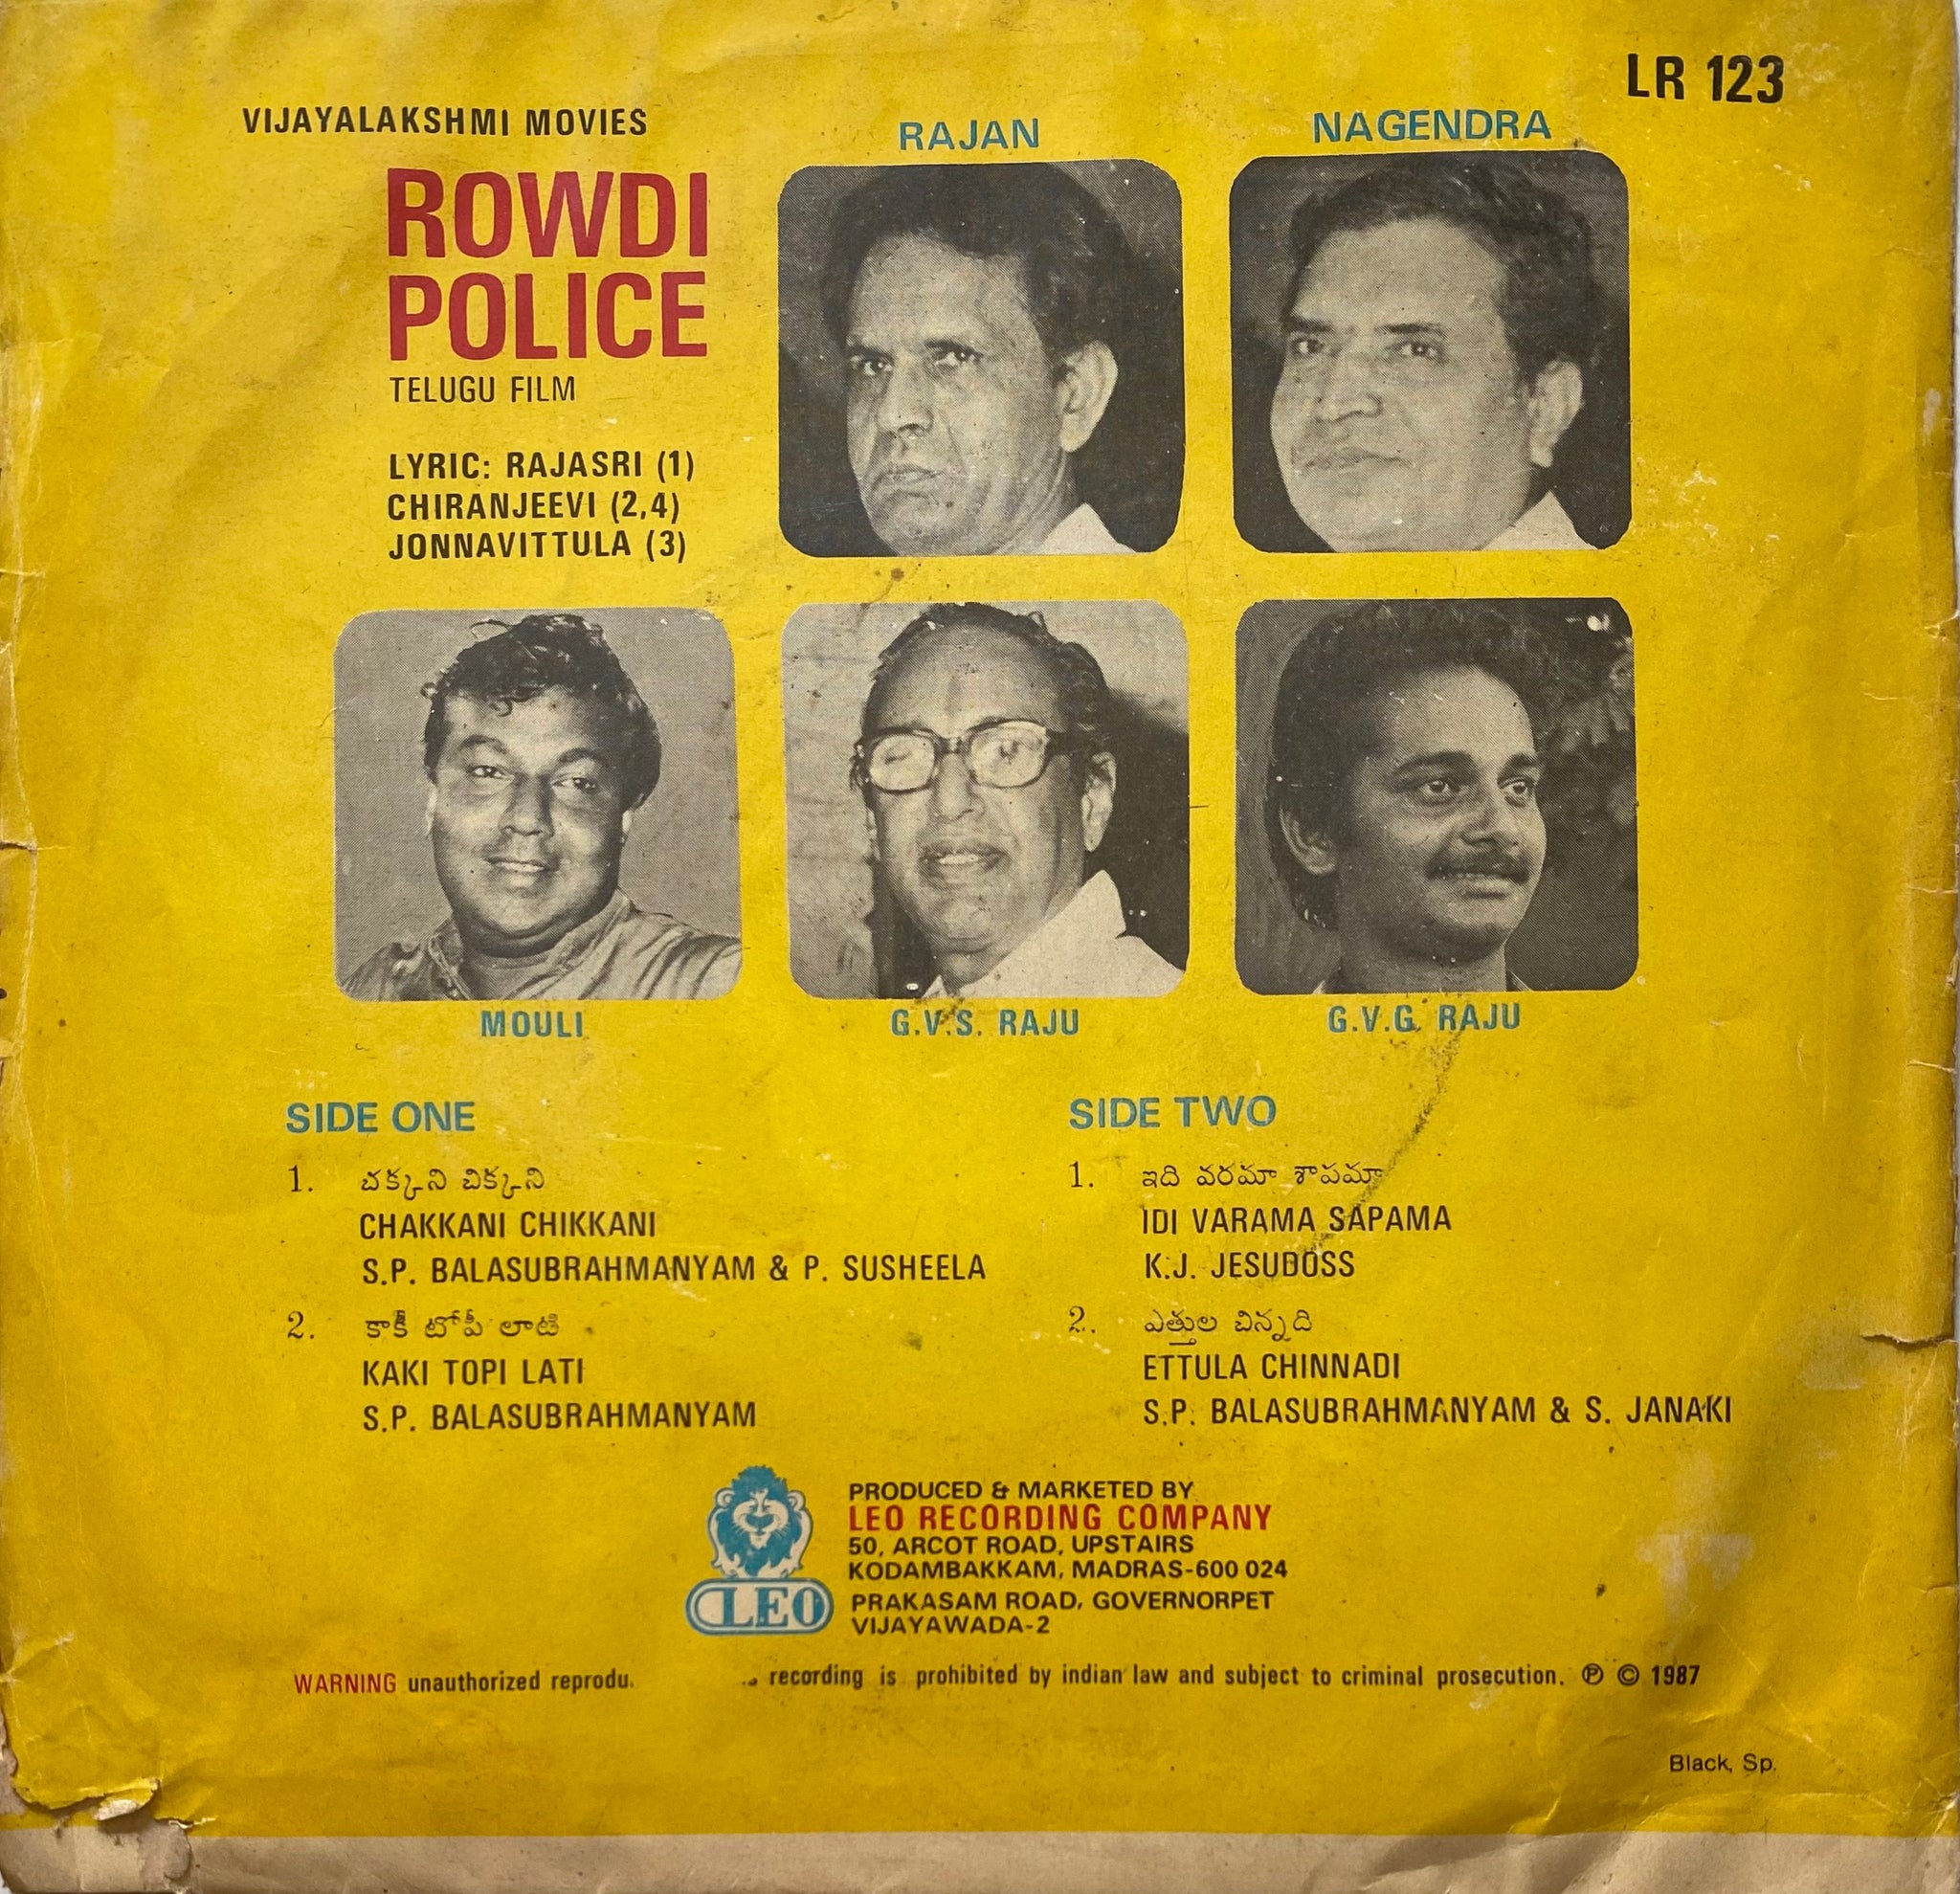 LR 123
VIJAYALAKSHMI MOVIES
ROWDI
POLICE
TELUGU FILM
LYRIC: RAJASRI (1)
CHIRANJEEVI (2,4)
JONNAVITTULA (3)
RAJAN
NAGENDRA
MOULI
G.V.S. RAJU
G.V.G. RAJU
SIDE ONE
1. చక్కని చిక్కని
CHAKKANI CHIKKANI
S.P. BALASUBRAHMANYAM & P. SUSHEELA
2. కాకీ టోపీ లాటి
KAKI TOPI LATI
S.P. BALASUBRAHMANYAM
SIDE TWO
1. ఇది వరమా శాపమా
IDI VARAMA SAPAMA
K.J. JESUDOSS
2. ఎత్తుల చిన్నది
ETTULA CHINNADI
S.P. BALASUBRAHMANYAM & S. JANAKI
LEO
PRODUCED & MARKETED BY
LEO RECORDING COMPANY
50, ARCOT ROAD, UPSTAIRS
KODAMBAKKAM, MADRAS-600 024
PRAKASAM ROAD, GOVERNORPET
VIJAYAWADA-2
WARNING unauthorized recording is prohibited by indian law and subject to criminal prosecution. ℗ © 1987
Black, Sp.